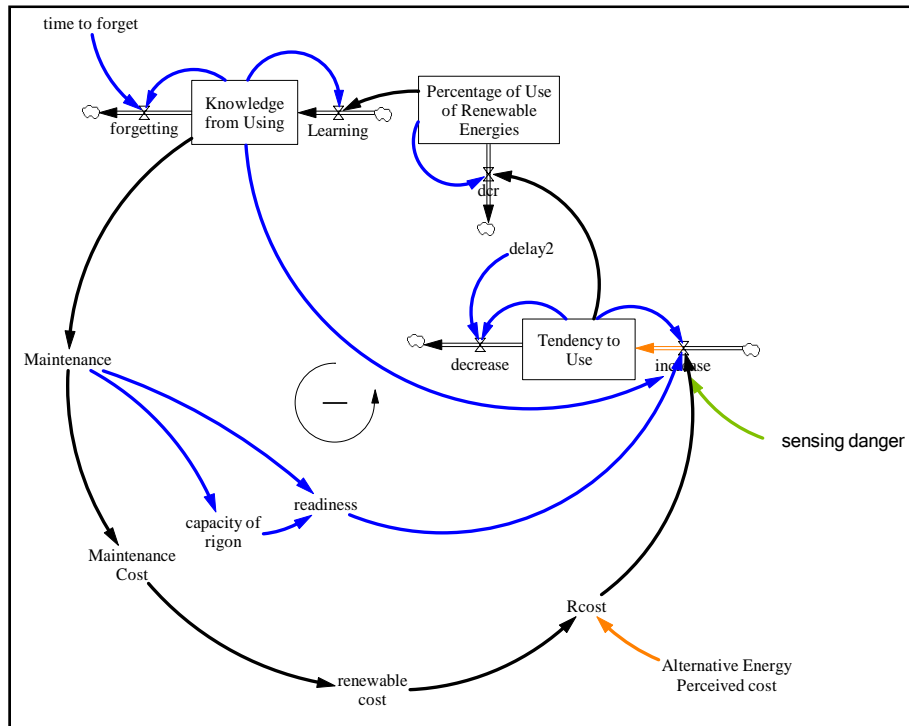 time to forget
Knowledge
from Using
Percentage of Use
of Renewable
Energies
forgetting
Learning
dcr
delay2
Tendency to
Use
decrease
increase
Maintenance
sensing danger
readiness
capacity of
rigon
Maintenance
Cost
Rcost
renewable
cost
Alternative Energy
Perceived cost